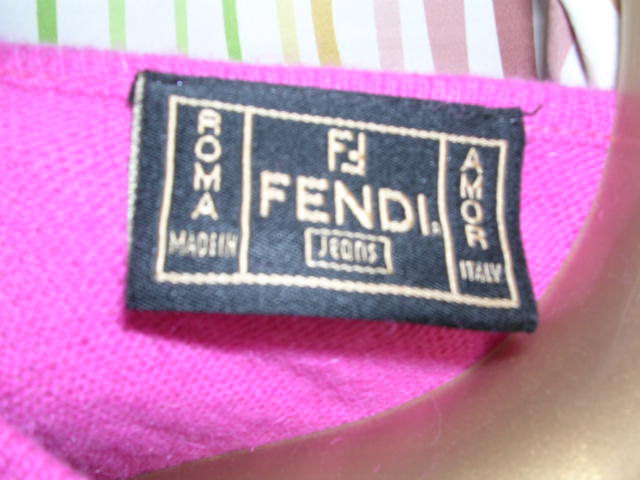 ROMA
MADE IN
FF
FENDI.
Jeans
AMOR
ITALY